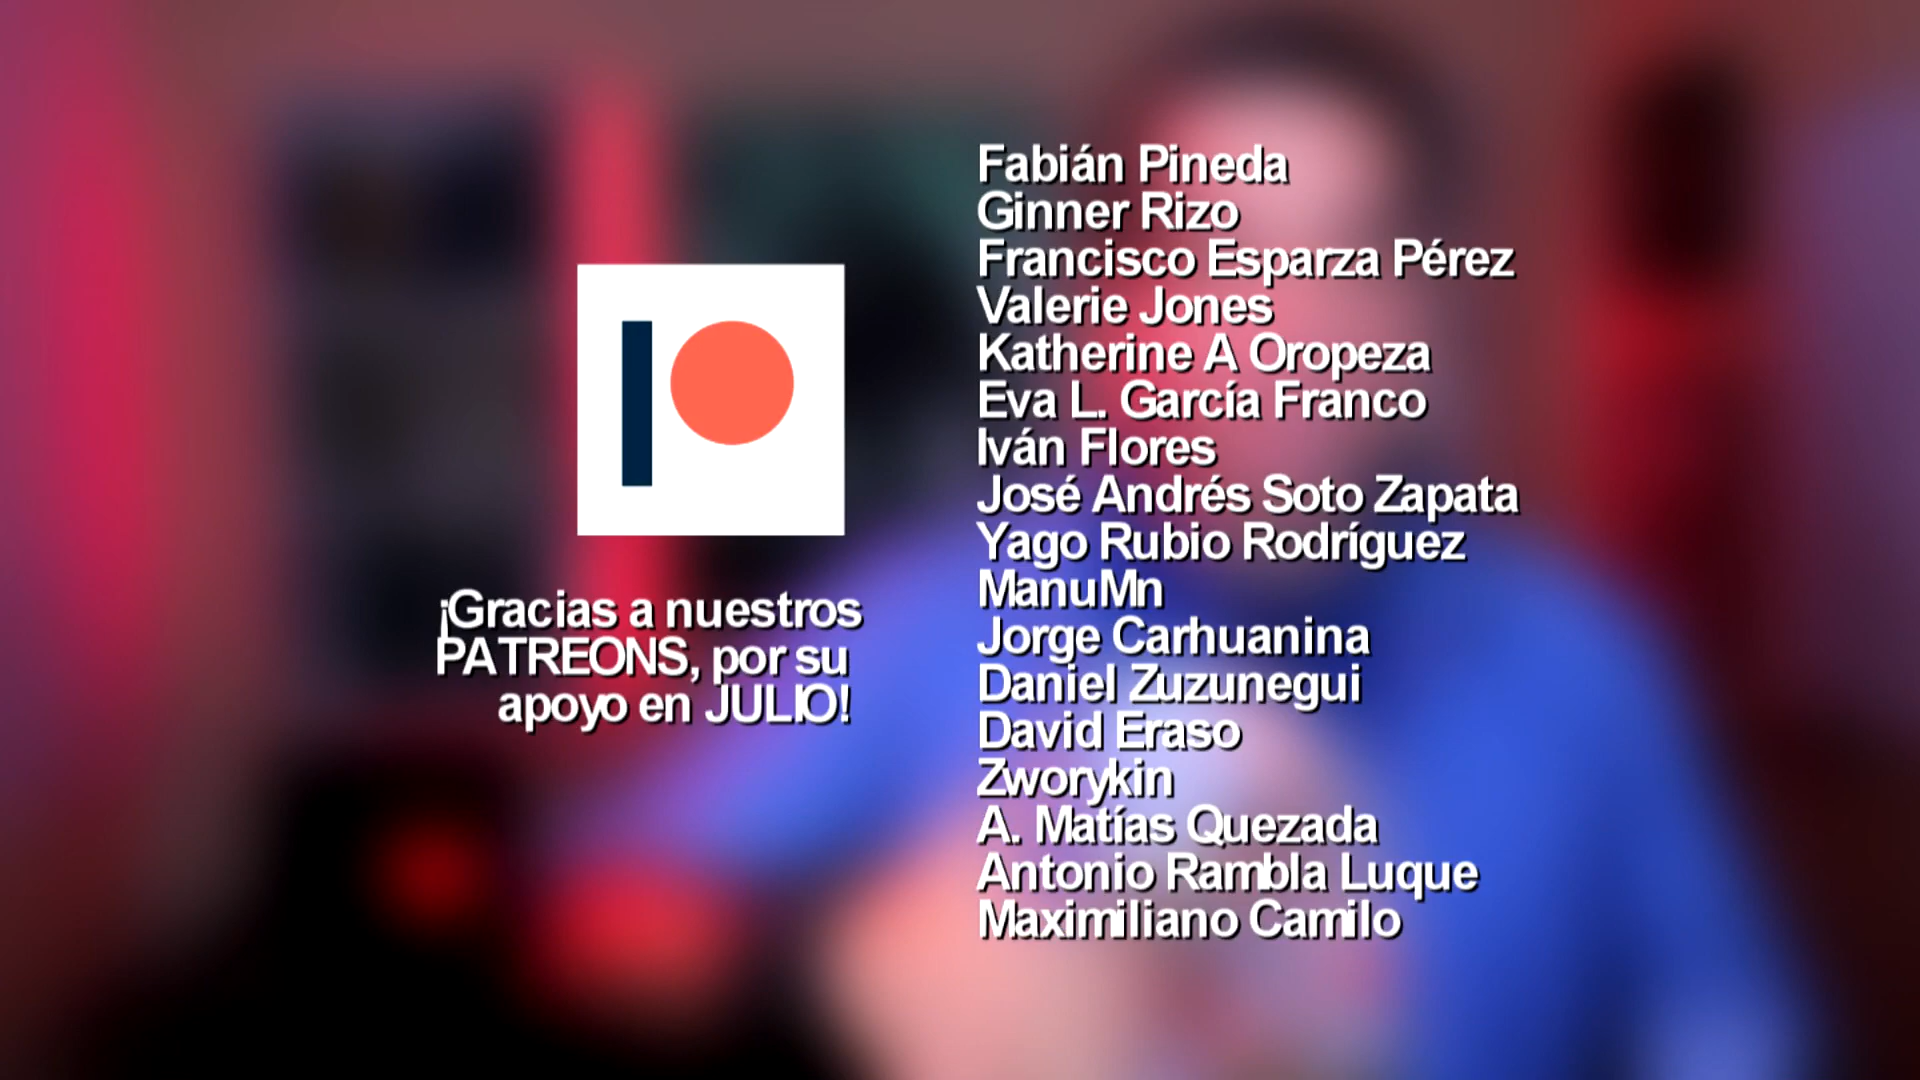 ¡Gracias a nuestros
PATREONS, por su
apoyo en JULIO!
Fabián Pineda
Ginner Rizo
Francisco Esparza Pérez
Valerie Jones
Katherine A Oropeza
Eva L. García Franco
Iván Flores
José Andrés Soto Zapata
Yago Rubio Rodríguez
ManuMn
Jorge Carhuanina
Daniel Zuzunegui
David Eraso
Zworykin
A. Matías Quezada
Antonio Rambla Luque
Maximiliano Camilo